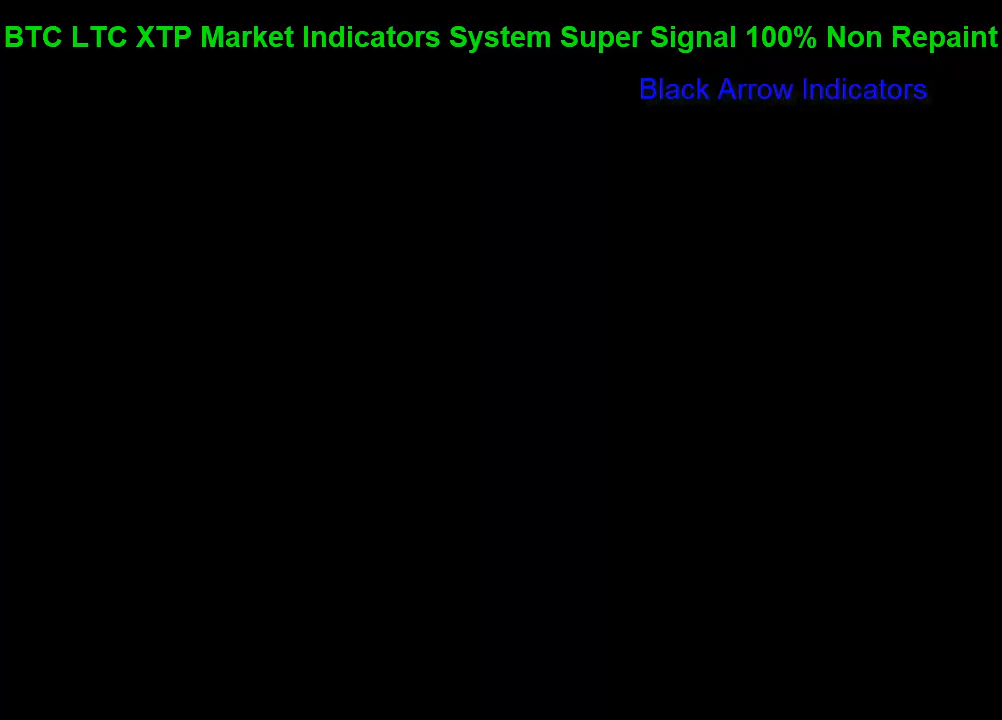 BTC LTC XTP Market Indicators System Super Signal 100% Non Repaint
Black Arrow Indicators